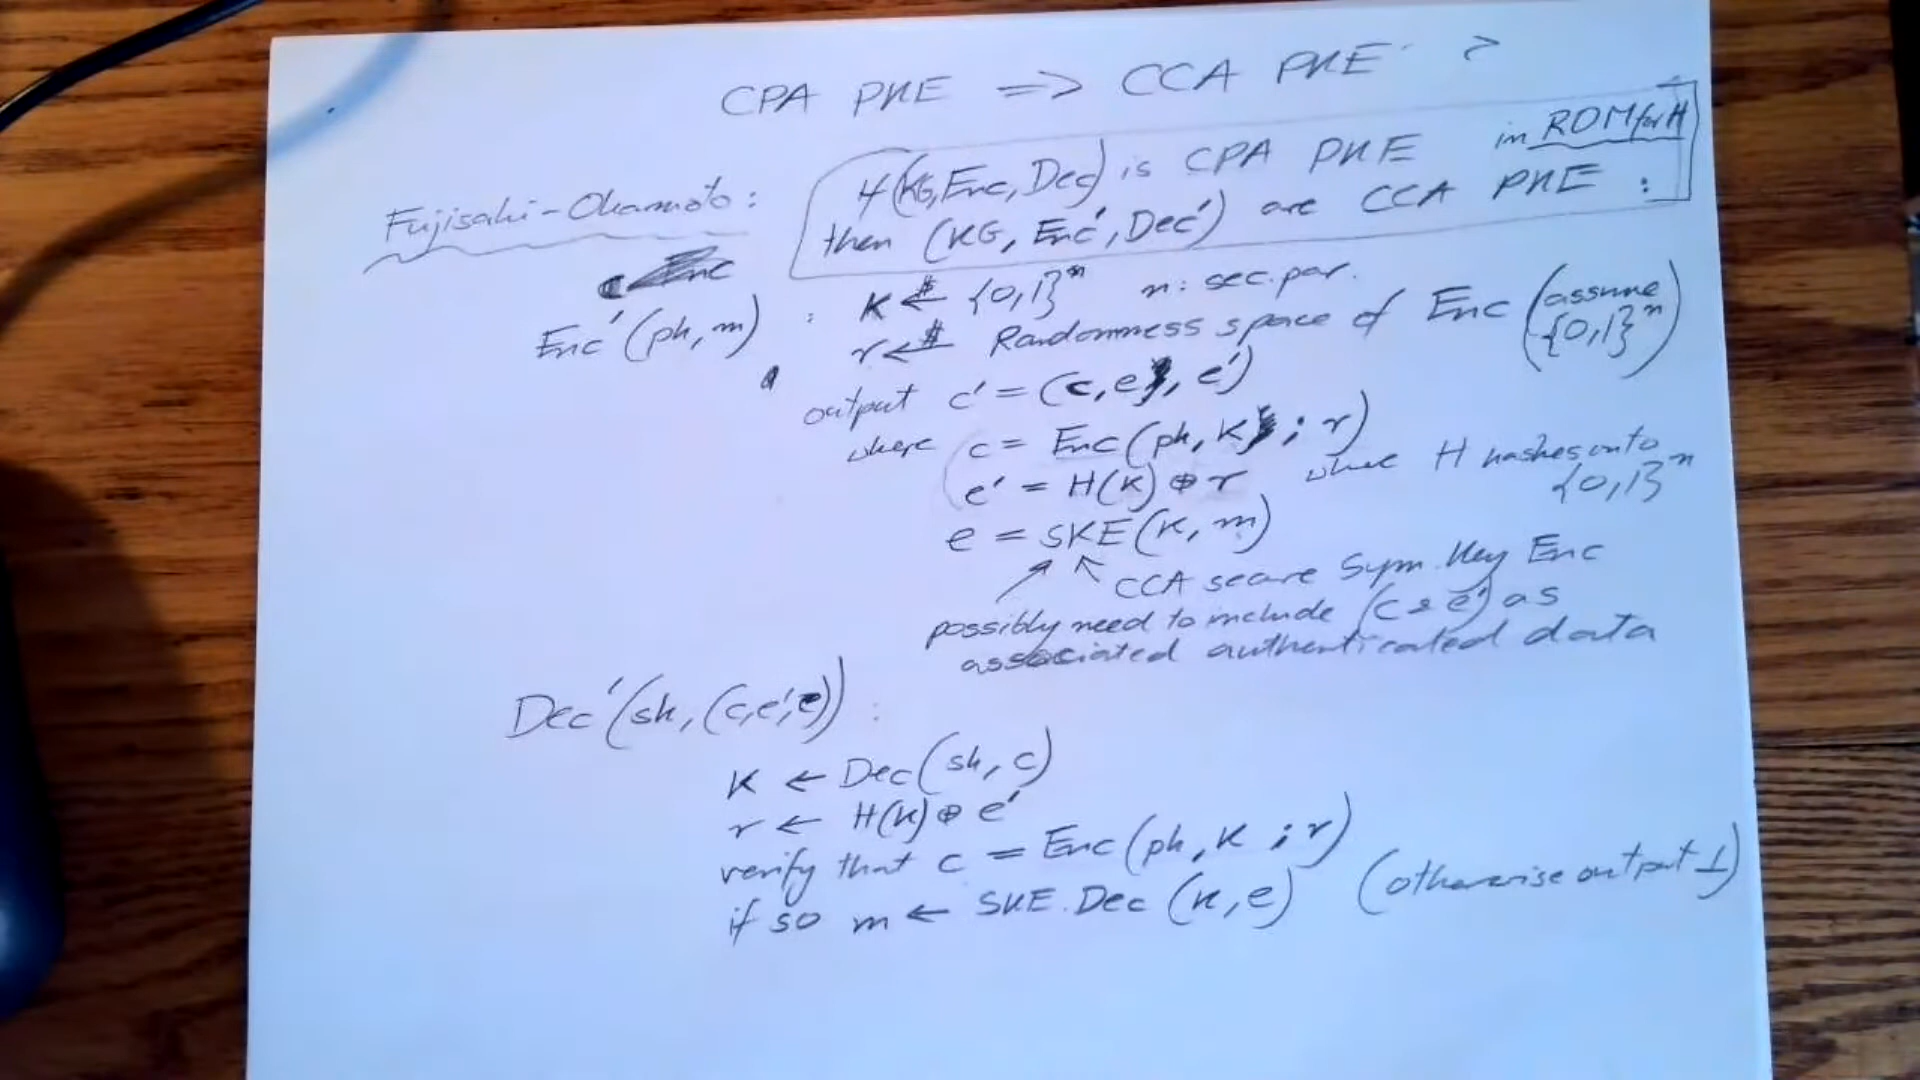 CPA PKE => CCA PKE ?
in ROM for H
Fujisaki-Okamoto: If (KG, Enc, Dec) is CPA PKE
then (KG, Enc', Dec') are CCA PKE :
Enc
Enc'(pk, m) : K <-$ {0,1}^n n: sec. par.
r <-$ Randomness space of Enc (assume {0,1}^n)
output c' = (c, e, e')
where c = Enc(pk, K ; r)
e' = H(K) ⊕ r where H hashes onto {0,1}^n
e = SKE(K, m)
CCA secure Sym. Key Enc
possibly need to include (c & e') as
associated authenticated data
Dec'(sk, (c, e', e)) :
K ← Dec(sk, c)
r ← H(K) ⊕ e'
verify that c = Enc(pk, K ; r)
if so m ← SKE.Dec(K, e) (otherwise output ⊥)